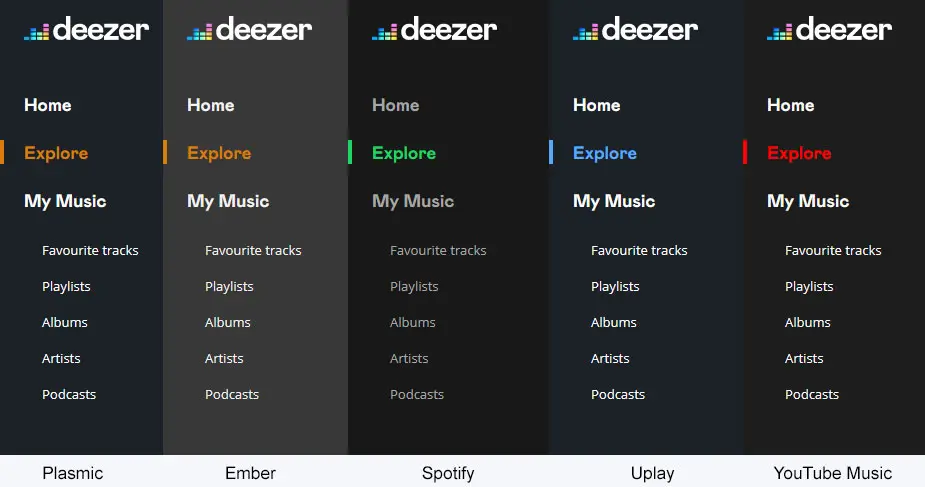 deezer deezer deezer deezer deezer
Home Home Home Home Home
Explore Explore Explore Explore Explore
My Music My Music My Music My Music My Music
Favourite tracks Favourite tracks Favourite tracks Favourite tracks Favourite tracks
Playlists Playlists Playlists Playlists Playlists
Albums Albums Albums Albums Albums
Artists Artists Artists Artists Artists
Podcasts Podcasts Podcasts Podcasts Podcasts
Plasmic Ember Spotify Uplay YouTube Music